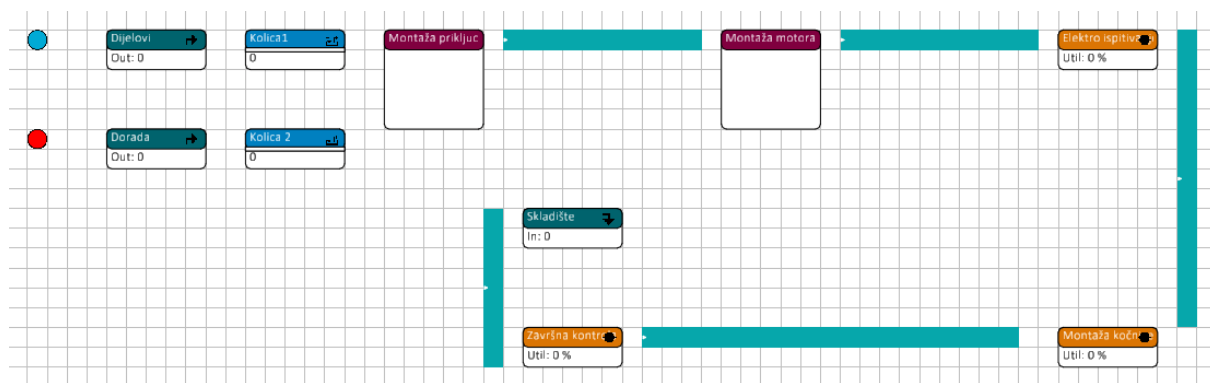 Dijelovi
Out: 0
Kolica1
0
Montaža priključ
Montaža motora
Elektro ispitiva
Util: 0 %
Dorada
Out: 0
Kolica 2
0
Skladište
In: 0
Završna kontr
Util: 0 %
Montaža kočn
Util: 0 %